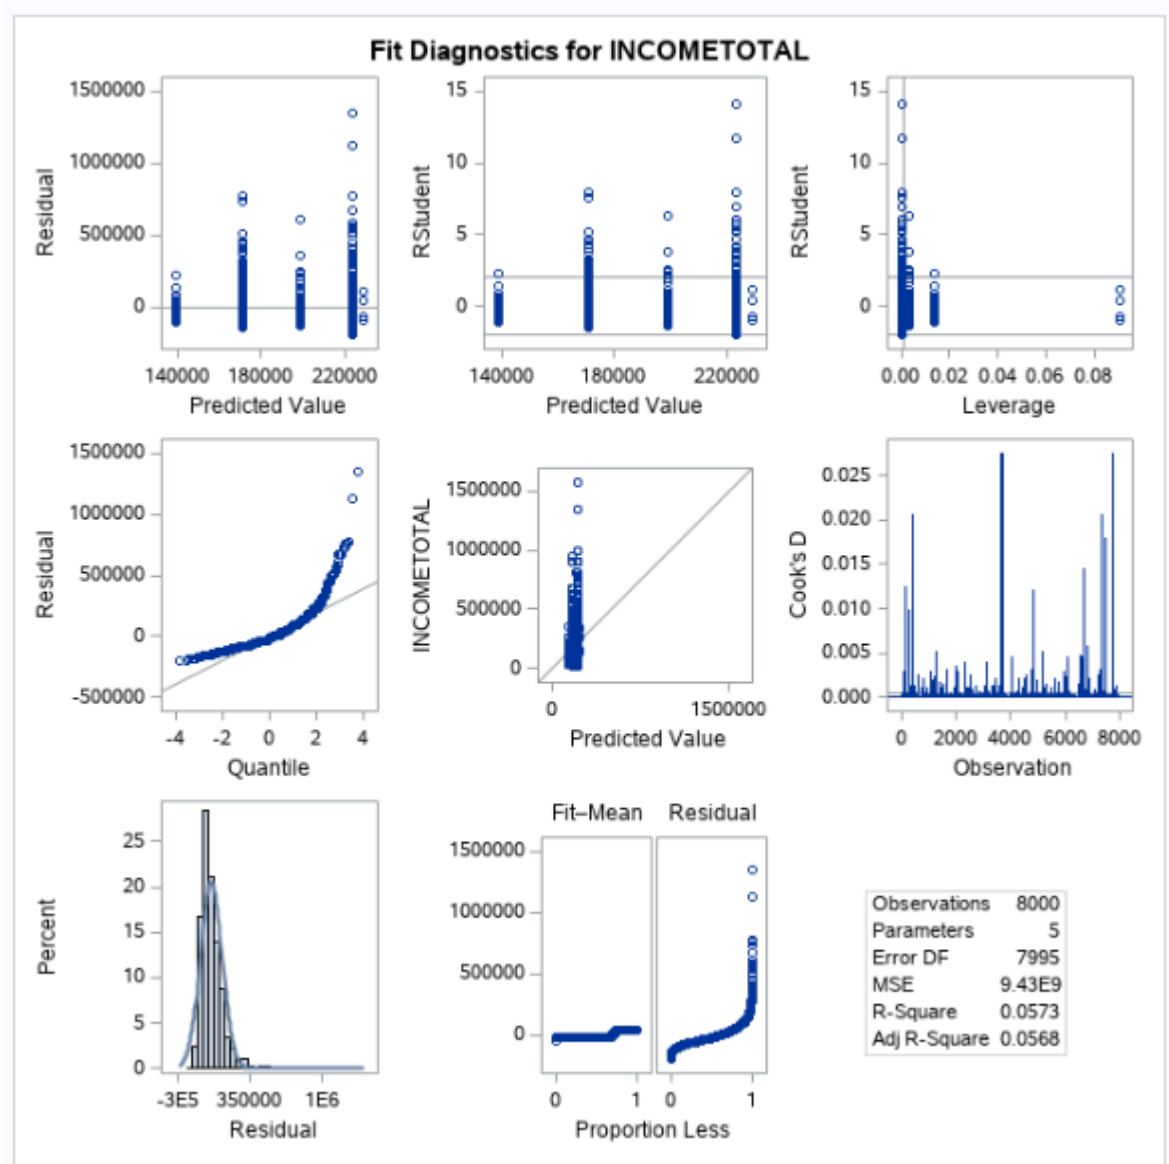 Fit Diagnostics for INCOMETOTAL
Residual
1500000
1000000
500000
0
140000 180000 220000
Predicted Value
RStudent
15
10
5
0
140000 180000 220000
Predicted Value
RStudent
15
10
5
0
0.00 0.02 0.04 0.06 0.08
Leverage
Residual
1500000
1000000
500000
0
-500000
-4 -2 0 2 4
Quantile
INCOMETOTAL
1500000
1000000
500000
0
0 1500000
Predicted Value
Cook's D
0.025
0.020
0.015
0.010
0.005
0.000
0 2000 4000 6000 8000
Observation
Percent
25
20
15
10
5
0
-3E5 350000 1E6
Residual
Fit–Mean Residual
1500000
1000000
500000
0
0 1 0 1
Proportion Less
Observations 8000
Parameters 5
Error DF 7995
MSE 9.43E9
R-Square 0.0573
Adj R-Square 0.0568